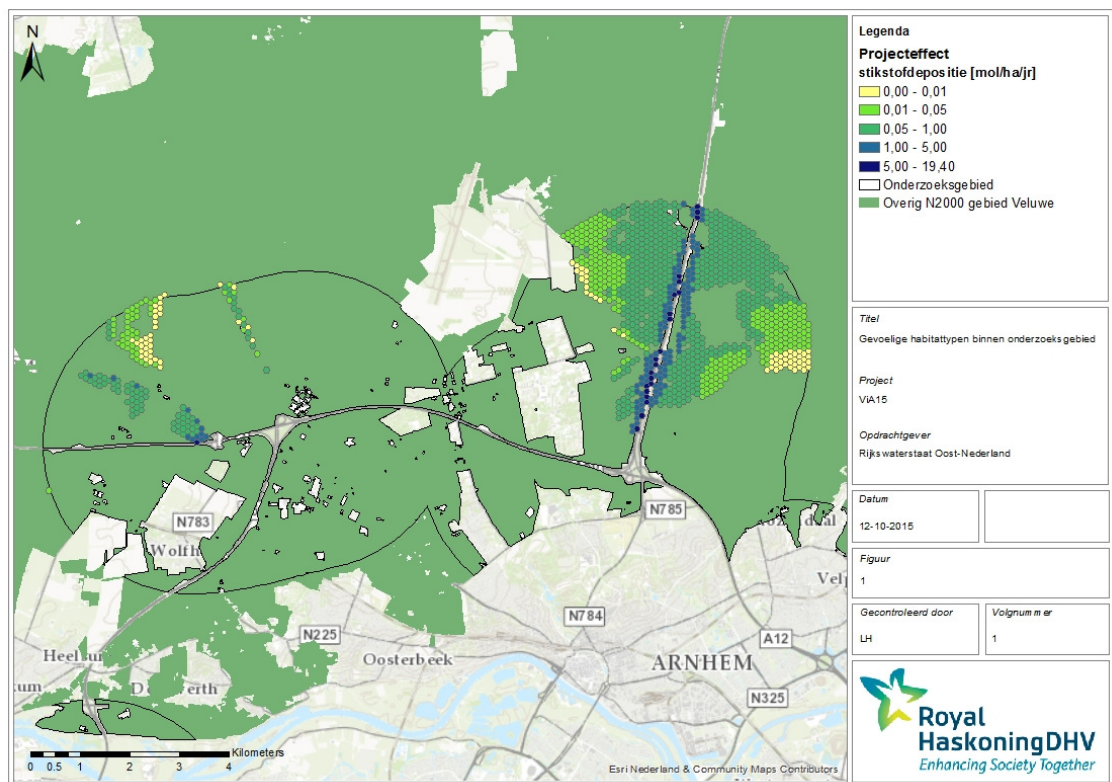 N
N783
Wolfh
N785
Velp
N784
N225
A12
Oosterbeek
ARNHEM
N325
Kilometers
0 0.5 1 2 3 4
Esri Nederland & Community Maps Contributors
Legenda
Projecteffect
stikstofdepositie [mol/ha/jr]
0,00 - 0,01
0,01 - 0,05
0,05 - 1,00
1,00 - 5,00
5,00 - 19,40
Onderzoeksgebied
Overig N2000 gebied Veluwe
Titel
Gevoelige habitattypen binnen onderzoeksgebied
Project
ViA15
Opdrachtgever
Rijkswaterstaat Oost-Nederland
Datum
12-10-2015
Figuur
1
Gecontroleerd door
LH
Volgnummer
1
Royal
HaskoningDHV
Enhancing Society Together